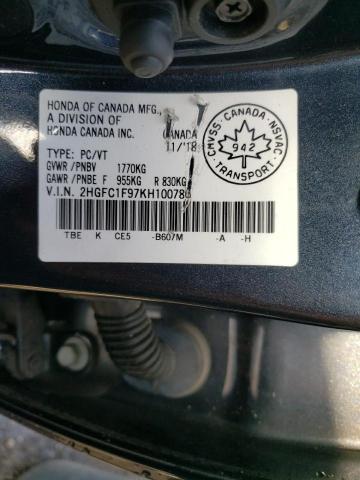 HONDA OF CANADA MFG.,
A DIVISION OF
HONDA CANADA INC.
CANADA
11/'18
TYPE: PC/VT
GVWR /PNBV 1770KG
GAWR /PNBE F 955KG R 830KG
V.I.N. 2HGFC1F97KH100786
TBE K CE5 -B607M -A -H
CMVSS CANADA NSVAC
942
TRANSPORT